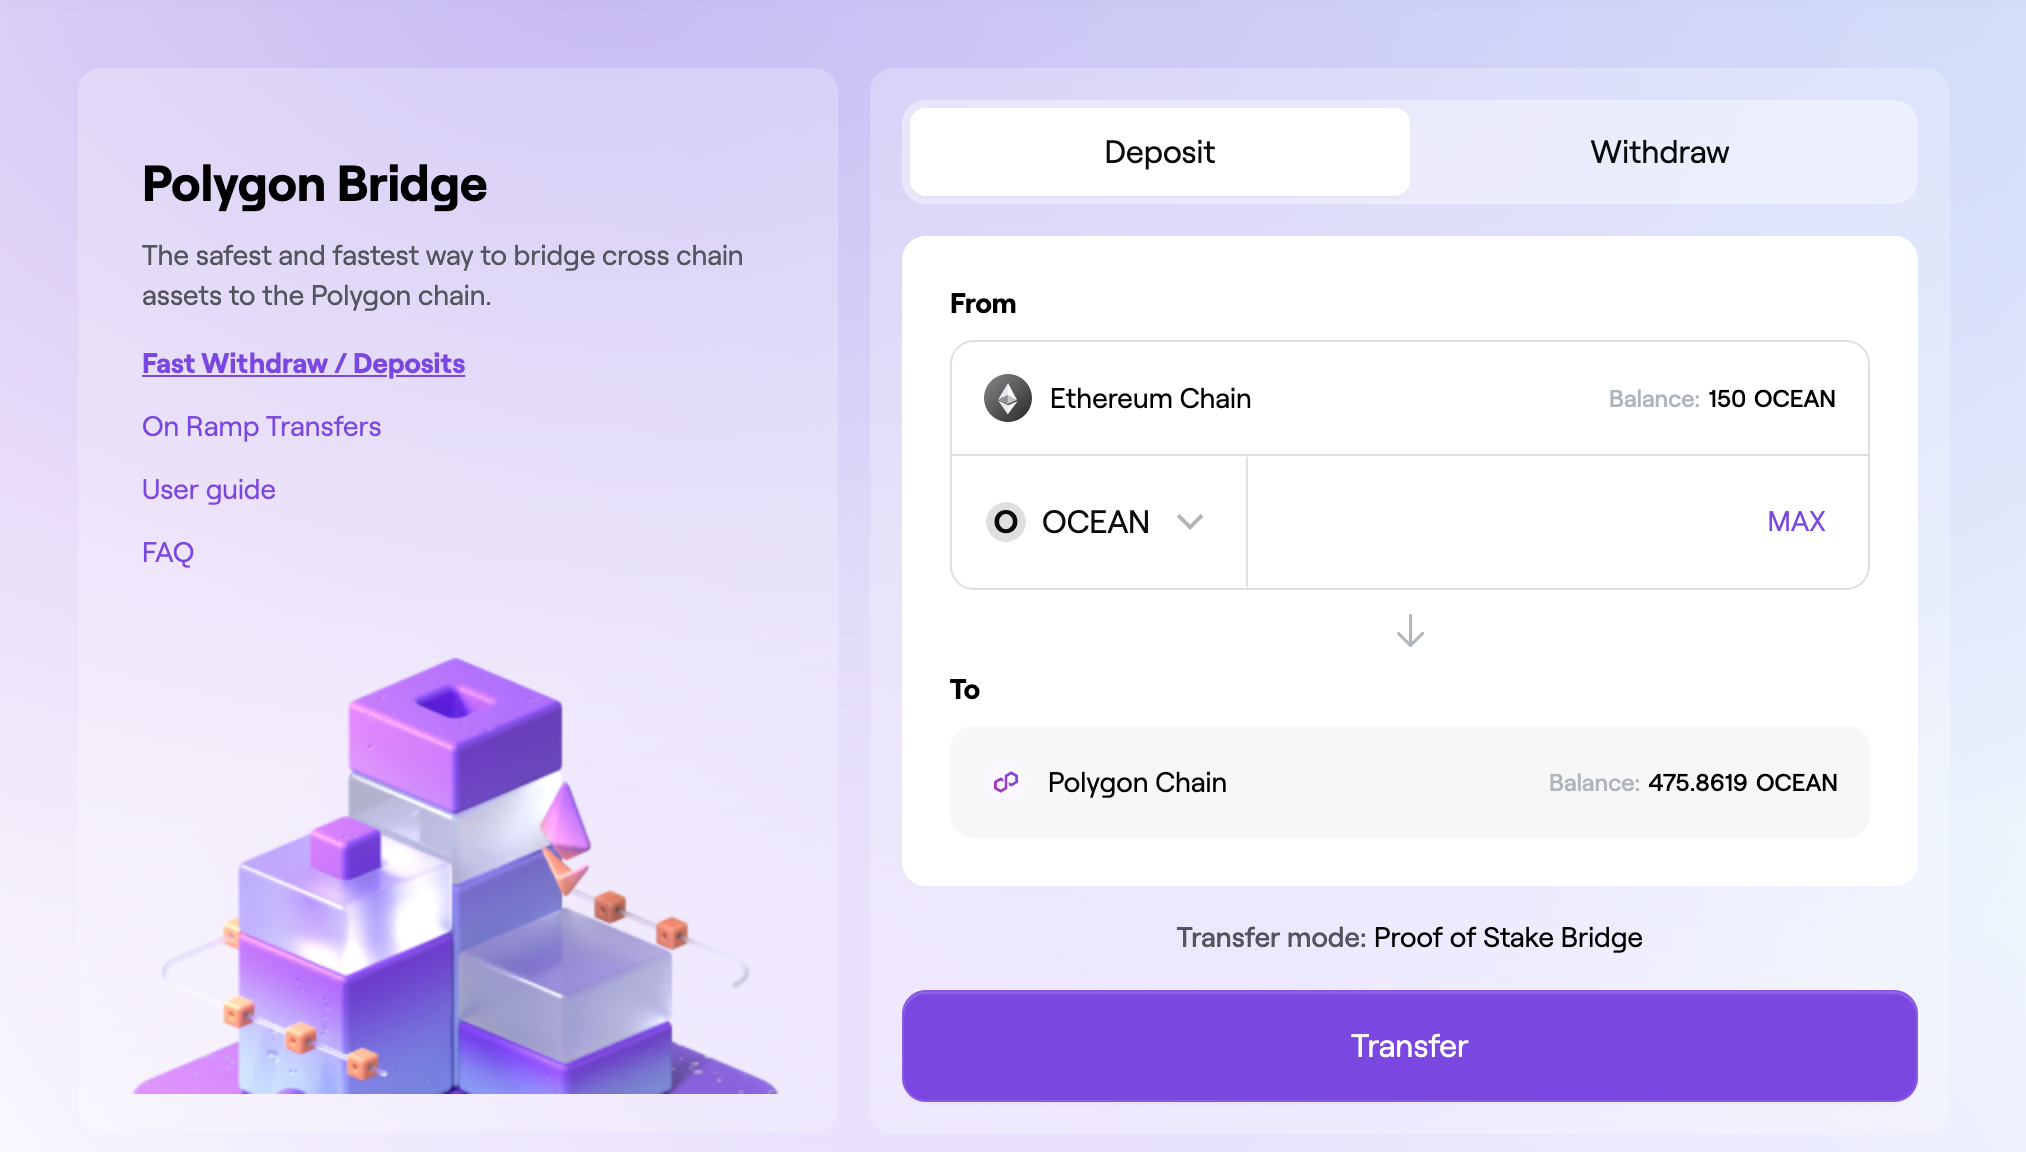 Polygon Bridge
The safest and fastest way to bridge cross chain
assets to the Polygon chain.
Fast Withdraw / Deposits
On Ramp Transfers
User guide
FAQ
Deposit
Withdraw
From
Ethereum Chain
Balance: 150 OCEAN
O OCEAN
MAX
To
Polygon Chain
Balance: 475.8619 OCEAN
Transfer mode: Proof of Stake Bridge
Transfer